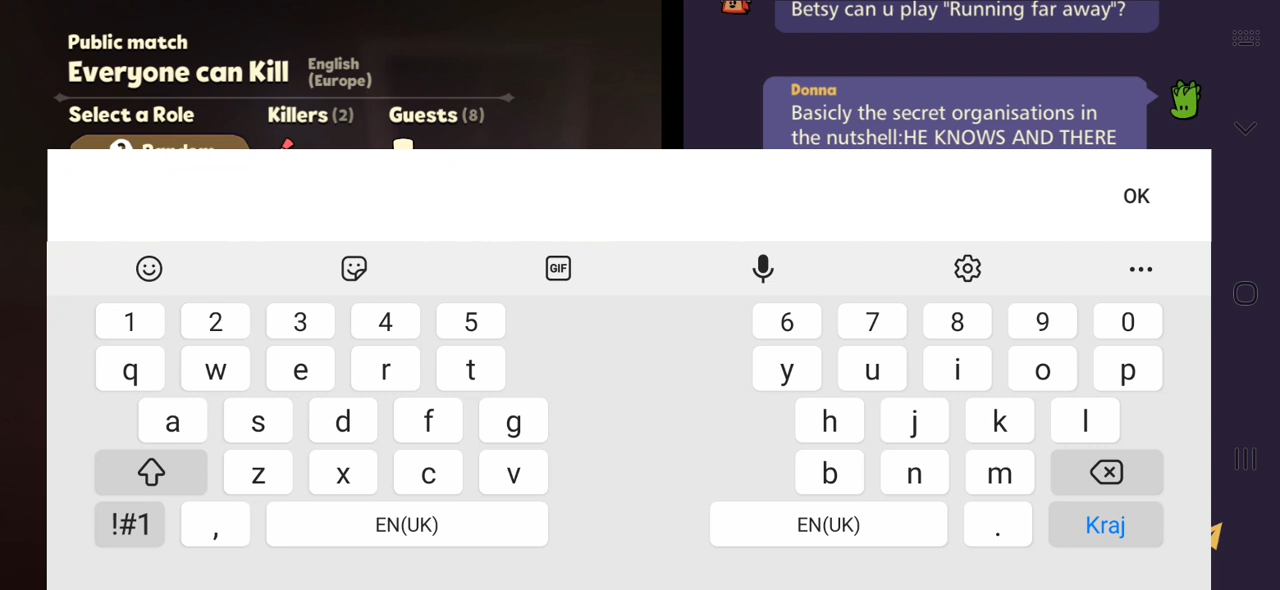 Public match
Everyone can Kill
English
(Europe)
Select a Role
Killers (2)
Guests (8)
Random
Betsy can u play "Running far away"?
Donna
Basicly the secret organisations in
the nutshell:HE KNOWS AND THERE
OK
GIF
1 2 3 4 5 6 7 8 9 0
q w e r t y u i o p
a s d f g h j k l
z x c v b n m
!#1 , EN(UK) EN(UK) . Kraj